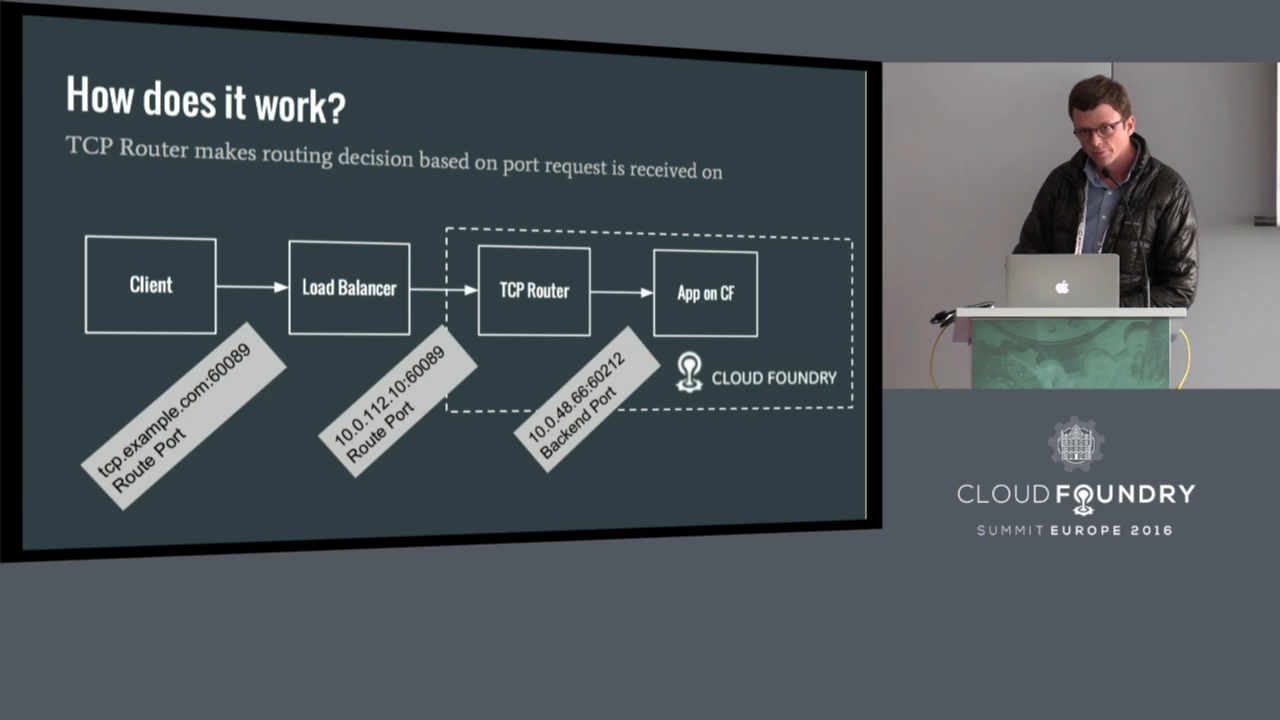 How does it work?
TCP Router makes routing decision based on port request is received on
Client
Load Balancer
TCP Router
App on CF
tcp.example.com:60089
Route Port
10.0.112.10:60089
Route Port
10.0.48.66:60212
Backend Port
CLOUD FOUNDRY
CLOUD FOUNDRY
SUMMIT EUROPE 2016